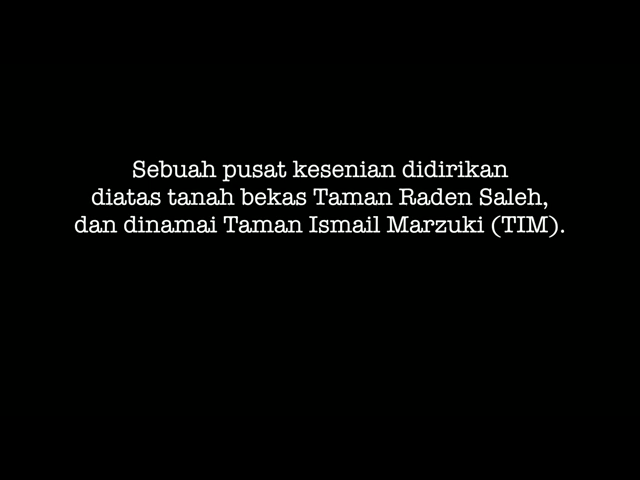 Sebuah pusat kesenian didirikan
diatas tanah bekas Taman Raden Saleh,
dan dinamai Taman Ismail Marzuki (TIM).